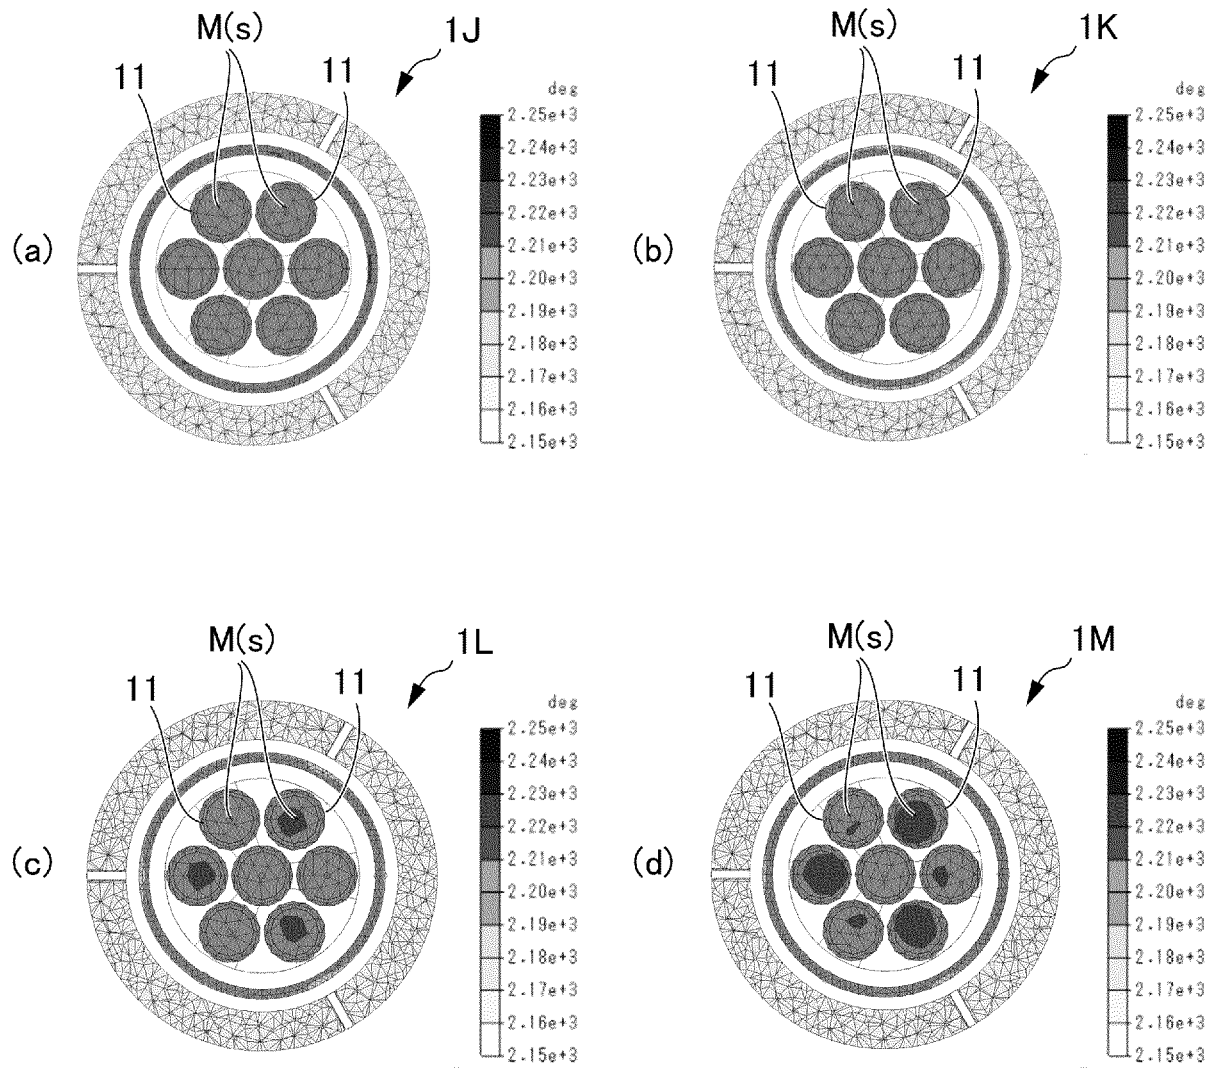 M(s)
1J
11
11
deg
2.25e+3
2.24e+3
2.23e+3
2.22e+3
2.21e+3
2.20e+3
2.19e+3
2.18e+3
2.17e+3
2.16e+3
2.15e+3
(a)
M(s)
1K
11
11
deg
2.25e+3
2.24e+3
2.23e+3
2.22e+3
2.21e+3
2.20e+3
2.19e+3
2.18e+3
2.17e+3
2.16e+3
2.15e+3
(b)
M(s)
1L
11
11
deg
2.25e+3
2.24e+3
2.23e+3
2.22e+3
2.21e+3
2.20e+3
2.19e+3
2.18e+3
2.17e+3
2.16e+3
2.15e+3
(c)
M(s)
1M
11
11
deg
2.25e+3
2.24e+3
2.23e+3
2.22e+3
2.21e+3
2.20e+3
2.19e+3
2.18e+3
2.17e+3
2.16e+3
2.15e+3
(d)